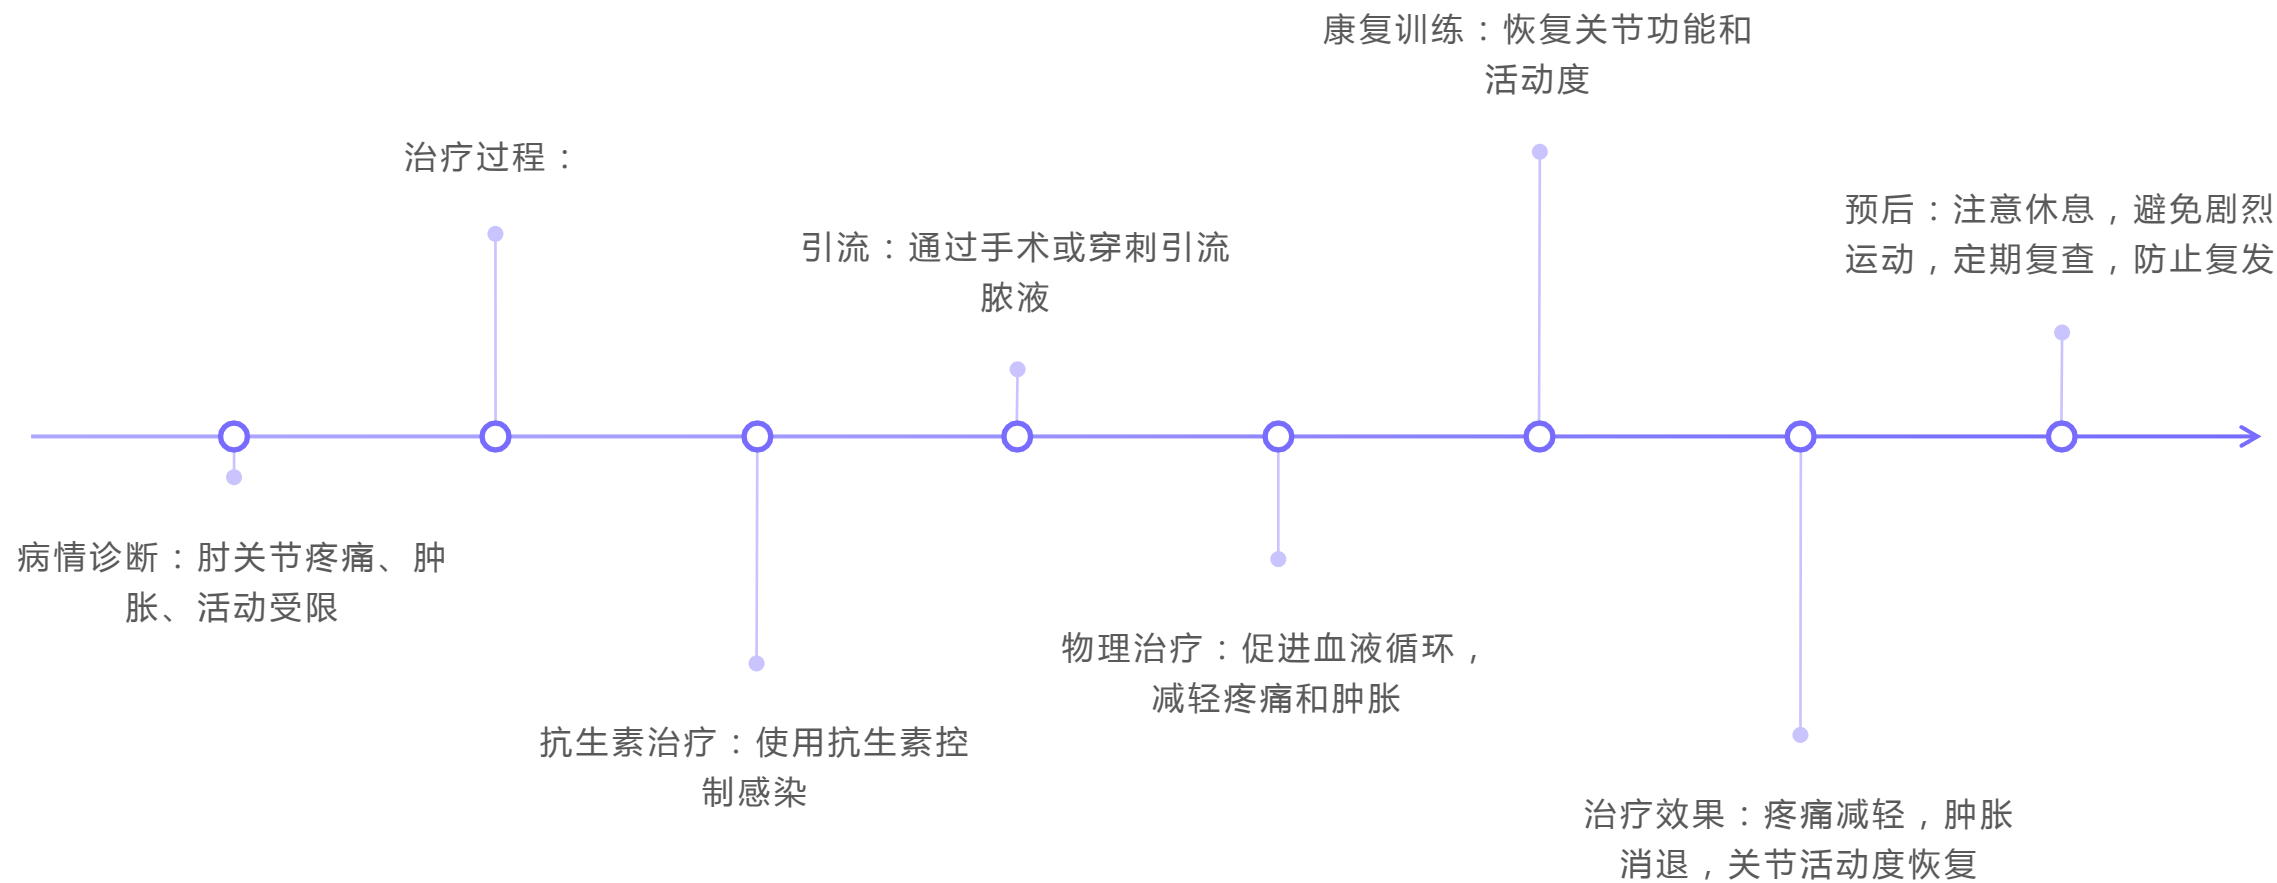 病情诊断：肘关节疼痛、肿
胀、活动受限
治疗过程：
抗生素治疗：使用抗生素控
制感染
引流：通过手术或穿刺引流
脓液
物理治疗：促进血液循环，
减轻疼痛和肿胀
康复训练：恢复关节功能和
活动度
治疗效果：疼痛减轻，肿胀
消退，关节活动度恢复
预后：注意休息，避免剧烈
运动，定期复查，防止复发